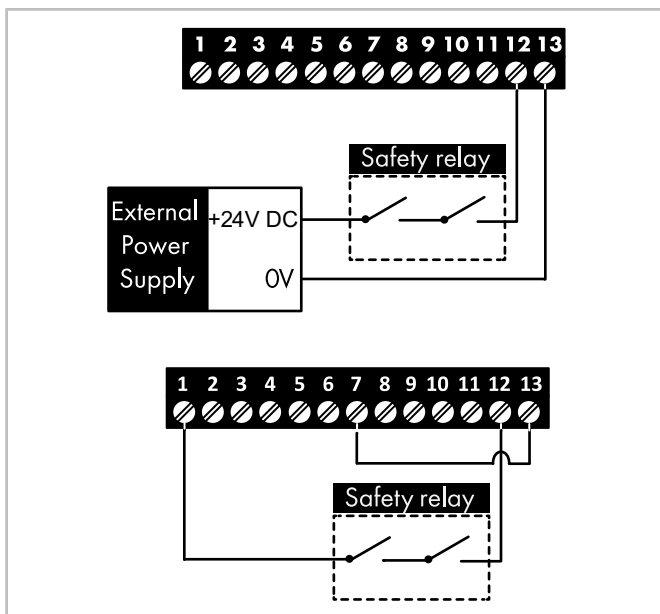 1 2 3 4 5 6 7 8 9 10 11 12 13
Safety relay
External
Power
Supply
+24V DC
0V
1 2 3 4 5 6 7 8 9 10 11 12 13
Safety relay